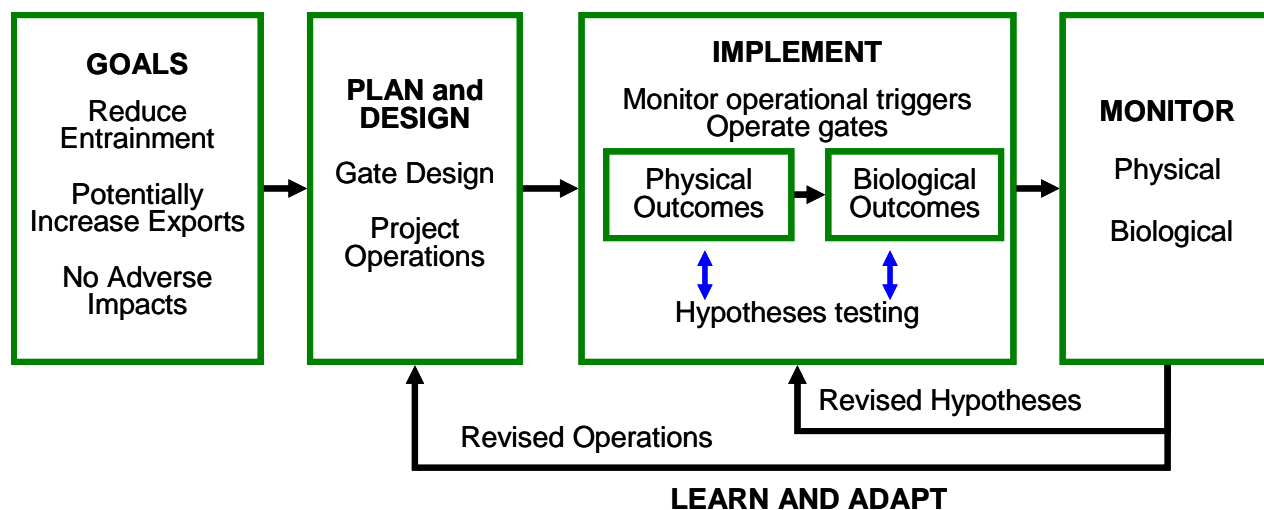 GOALS
Reduce
Entrainment
Potentially
Increase Exports
No Adverse
Impacts
PLAN and
DESIGN
Gate Design
Project
Operations
IMPLEMENT
Monitor operational triggers
Operate gates
Physical
Outcomes
Biological
Outcomes
Hypotheses testing
MONITOR
Physical
Biological
Revised Hypotheses
Revised Operations
LEARN AND ADAPT